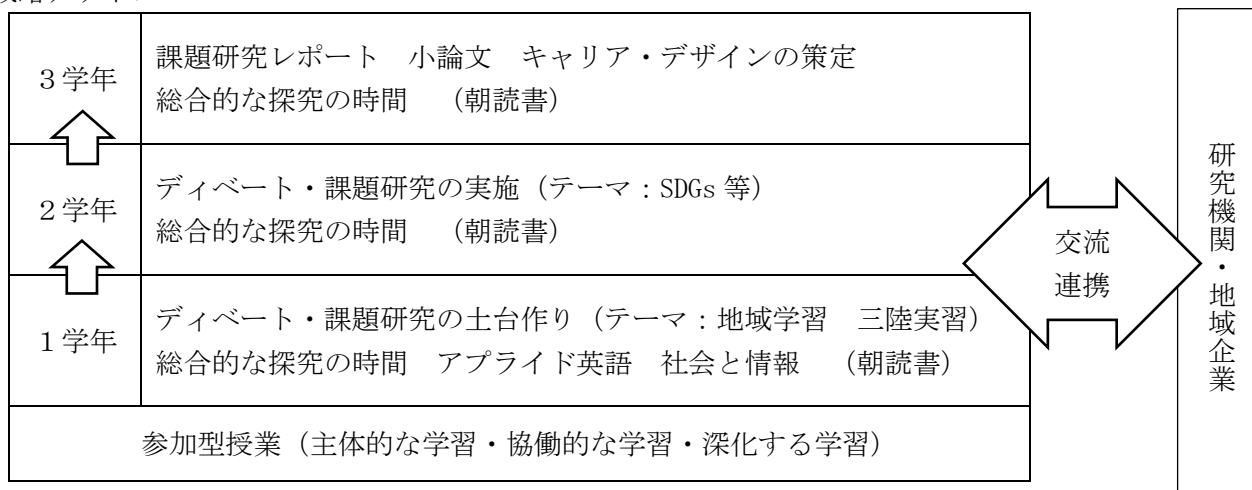 3学年
課題研究レポート　小論文　キャリア・デザインの策定
総合的な探究の時間　（朝読書）
2学年
ディベート・課題研究の実施（テーマ：SDGs 等）
総合的な探究の時間　（朝読書）
1学年
ディベート・課題研究の土台作り（テーマ：地域学習　三陸実習）
総合的な探究の時間　アプライド英語　社会と情報　（朝読書）
参加型授業（主体的な学習・協働的な学習・深化する学習）
交流
連携
研究機関・地域企業